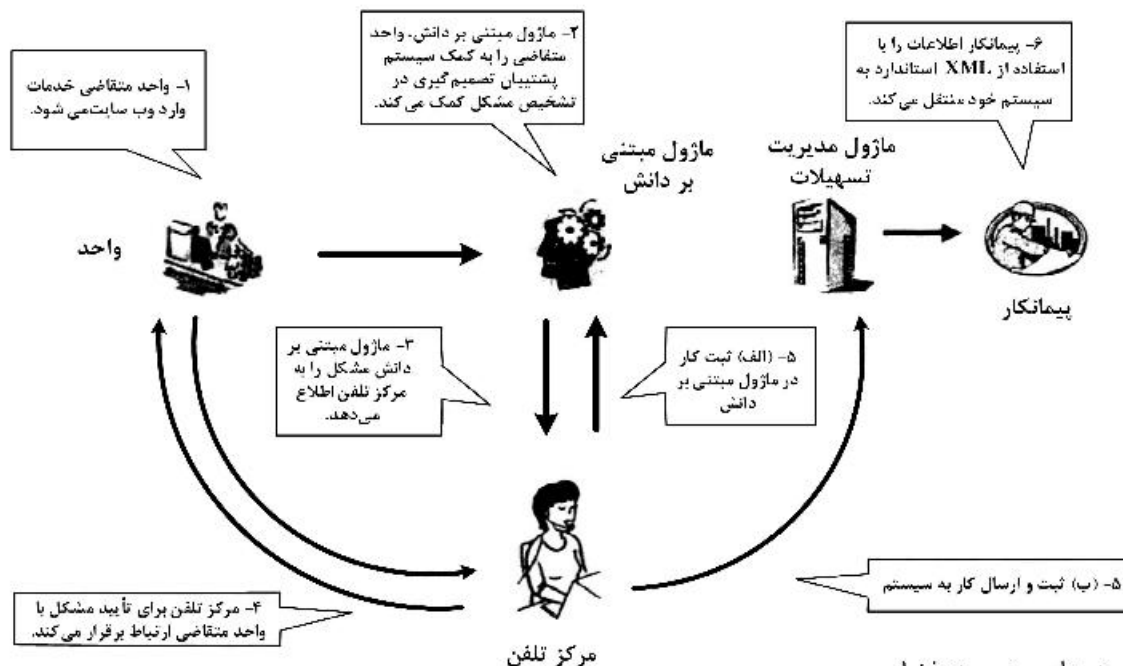 ۱- واحد متقاضی خدمات
وارد وب سایت می شود.
۲- ماژول مبتنی بر دانش، واحد
متقاضی را به کمک سیستم
پشتیبان تصمیم گیری در
تشخیص مشکل کمک می کند.
۶- پیمانکار اطلاعات را با
استفاده از XML استاندارد به
سیستم خود منتقل می کند.
واحد
ماژول مبتنی
بر دانش
ماژول مدیریت
تسهیلات
پیمانکار
۳- ماژول مبتنی بر
دانش مشکل را به
مرکز تلفن اطلاع
می‌دهد.
۵- (الف) ثبت کار
در ماژول مبتنی بر
دانش
۴- مرکز تلفن برای تأیید مشکل با
واحد متقاضی ارتباط برقرار می‌کند.
مرکز تلفن
۵- (ب) ثبت و ارسال کار به سیستم